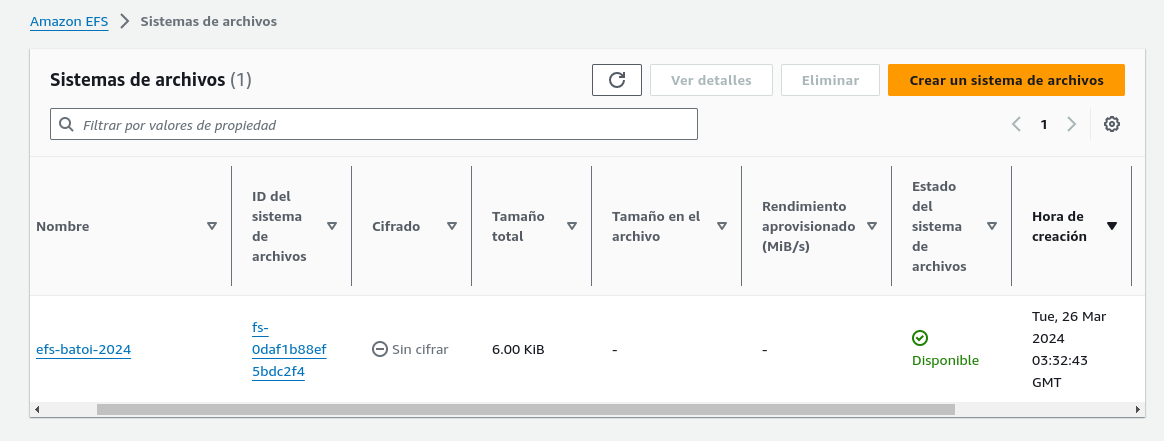 Amazon EFS > Sistemas de archivos
Sistemas de archivos (1)
Ver detalles
Eliminar
Crear un sistema de archivos
Filtrar por valores de propiedad
1
Nombre
ID del
sistema
de
archivos
Cifrado
Tamaño
total
Tamaño en el
archivo
Rendimiento
aprovisionado
(MiB/s)
Estado
del
sistema
de
archivos
Hora de
creación
efs-batoi-2024
fs-
0daf1b88ef
5bdc2f4
Sin cifrar
6.00 KiB
-
-
Disponible
Tue, 26 Mar
2024
03:32:43
GMT